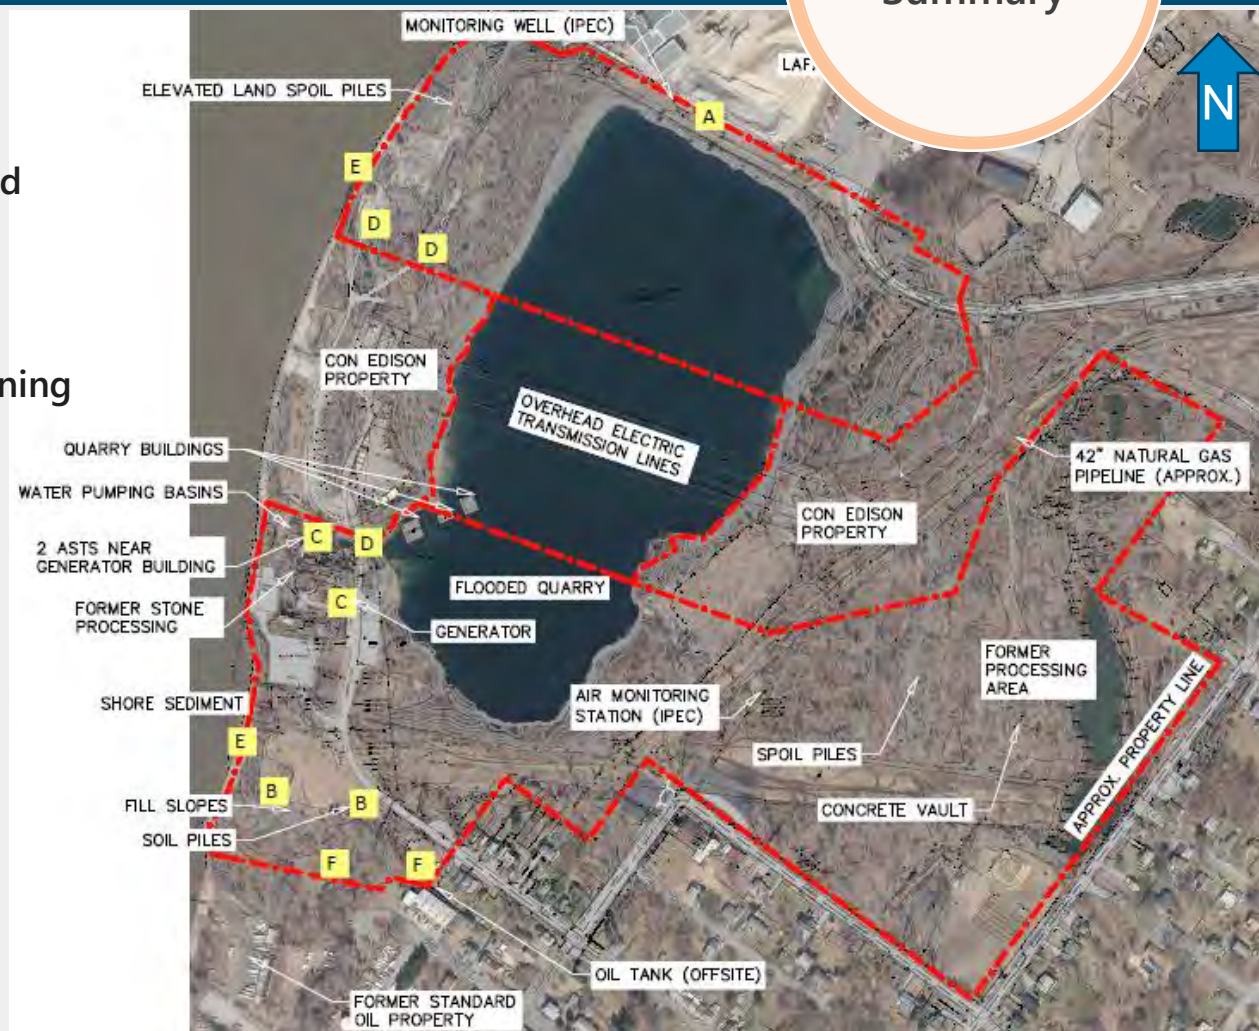 Summary
MONITORING WELL (IPEC)
N
ELEVATED LAND SPOIL PILES
A
E
D
D
CON EDISON
PROPERTY
OVERHEAD ELECTRIC
TRANSMISSION LINES
QUARRY BUILDINGS
42" NATURAL GAS
PIPELINE (APPROX.)
WATER PUMPING BASINS
CON EDISON
PROPERTY
C
D
2 ASTS NEAR
GENERATOR BUILDING
FLOODED QUARRY
C
FORMER STONE
PROCESSING
GENERATOR
FORMER
PROCESSING
AREA
SHORE SEDIMENT
AIR MONITORING
STATION (IPEC)
APPROX. PROPERTY LINE
E
SPOIL PILES
B
B
FILL SLOPES
CONCRETE VAULT
SOIL PILES
F
F
OIL TANK (OFFSITE)
FORMER STANDARD
OIL PROPERTY